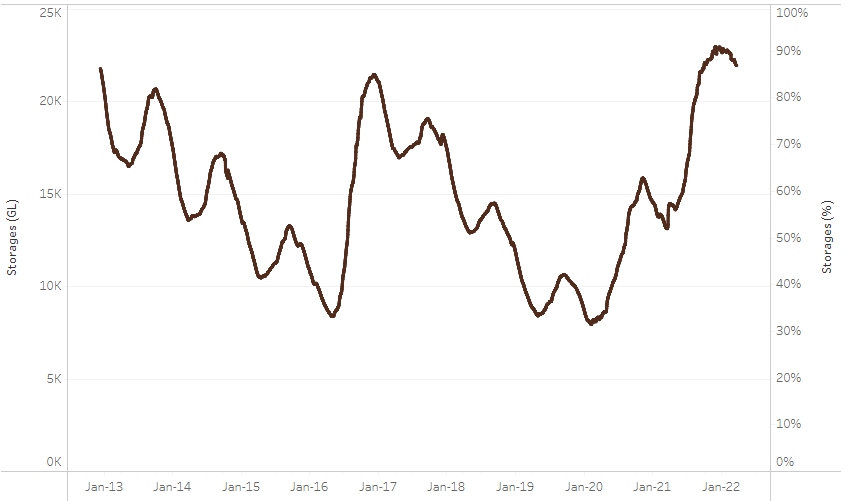 25K
20K
15K
10K
5K
0K
Storages (GL)
100%
90%
80%
70%
60%
50%
40%
30%
20%
10%
0%
Storages (%)
Jan-13 Jan-14 Jan-15 Jan-16 Jan-17 Jan-18 Jan-19 Jan-20 Jan-21 Jan-22